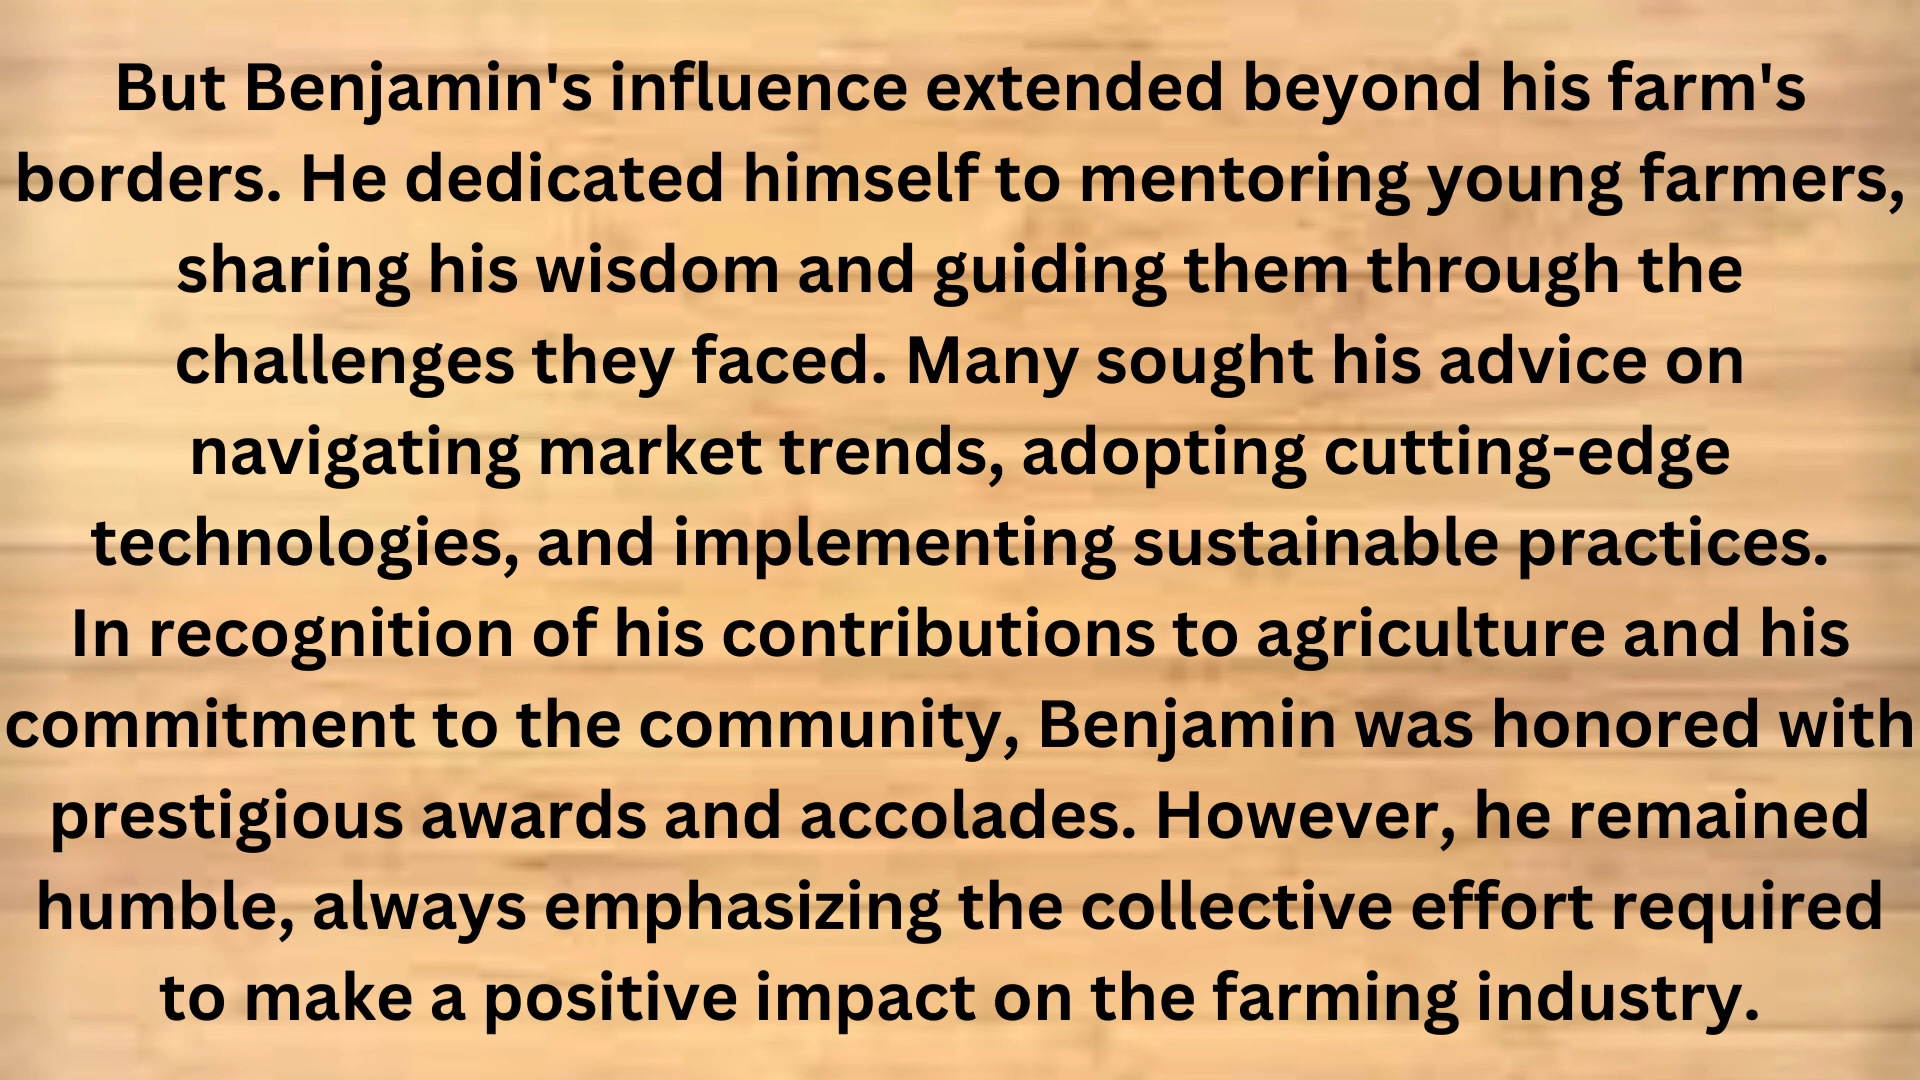 But Benjamin's influence extended beyond his farm's
borders. He dedicated himself to mentoring young farmers,
sharing his wisdom and guiding them through the
challenges they faced. Many sought his advice on
navigating market trends, adopting cutting-edge
technologies, and implementing sustainable practices.
In recognition of his contributions to agriculture and his
commitment to the community, Benjamin was honored with
prestigious awards and accolades. However, he remained
humble, always emphasizing the collective effort required
to make a positive impact on the farming industry.